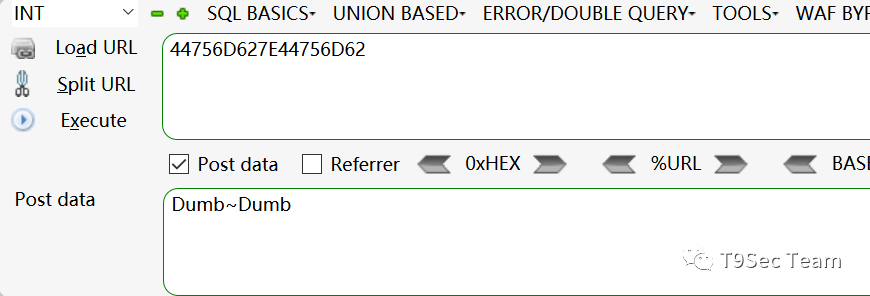 INT SQL BASICS UNION BASED ERROR/DOUBLE QUERY TOOLS WAF BYP
Load URL 44756D627E44756D62
Split URL
Execute
Post data Referrer 0xHEX %URL BASE
Post data Dumb~Dumb
T9Sec Team